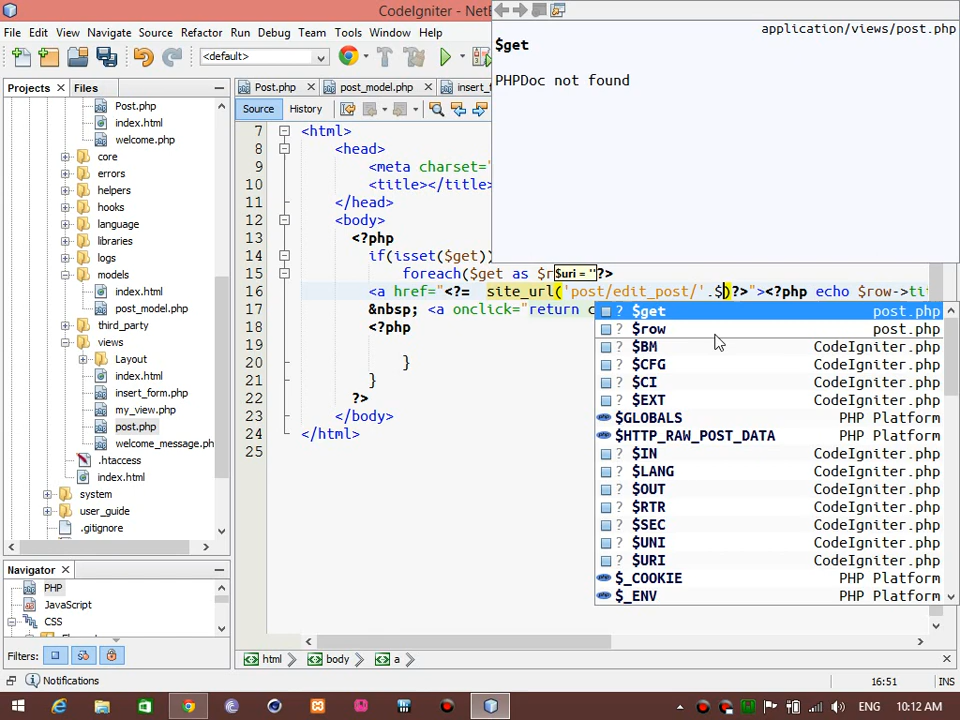 CodeIgniter - NetB
File Edit View Navigate Source Refactor Run Debug Team Tools Window Help
<default>
Projects Files
Post.php
index.html
welcome.php
core
errors
helpers
hooks
language
libraries
logs
models
index.html
post_model.php
third_party
views
Layout
index.html
insert_form.php
my_view.php
post.php
welcome_message.ph
.htaccess
index.html
system
user_guide
.gitignore
Navigator
PHP
JavaScript
CSS
Filters:
Notifications
Post.php post_model.php insert_f
Source History
7 <html>
8 <head>
9 <meta charset="
10 <title></title>
11 </head>
12 <body>
13 <?php
14 if(isset($get))
15 foreach($get as $r ?>
$uri = ''
16 <a href="<?= site_url('post/edit_post/'.$)?>"><?php echo $row->tit
17 &nbsp; <a onclick="return c
18 <?php
19
20 }
21 }
22 ?>
23 </body>
24 </html>
25
application/views/post.php
$get
PHPDoc not found
? $get post.php
? $row post.php
? $BM CodeIgniter.php
? $CFG CodeIgniter.php
? $CI CodeIgniter.php
? $EXT CodeIgniter.php
$GLOBALS PHP Platform
$HTTP_RAW_POST_DATA PHP Platform
? $IN CodeIgniter.php
? $LANG CodeIgniter.php
? $OUT CodeIgniter.php
? $RTR CodeIgniter.php
? $SEC CodeIgniter.php
? $UNI CodeIgniter.php
? $URI CodeIgniter.php
$_COOKIE PHP Platform
$_ENV PHP Platform
html body a
16:51 INS
ENG 10:12 AM